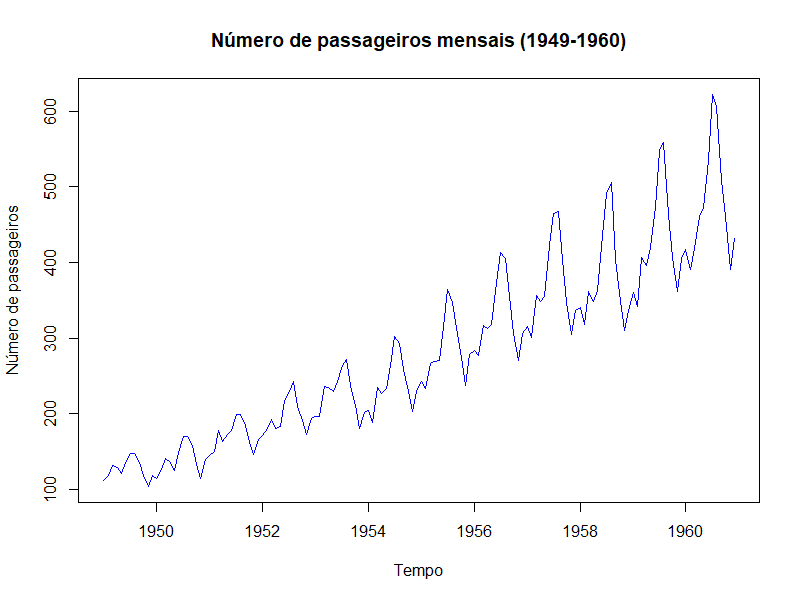 Número de passageiros mensais (1949-1960)
Número de passageiros
600
500
400
300
200
100
1950 1952 1954 1956 1958 1960
Tempo